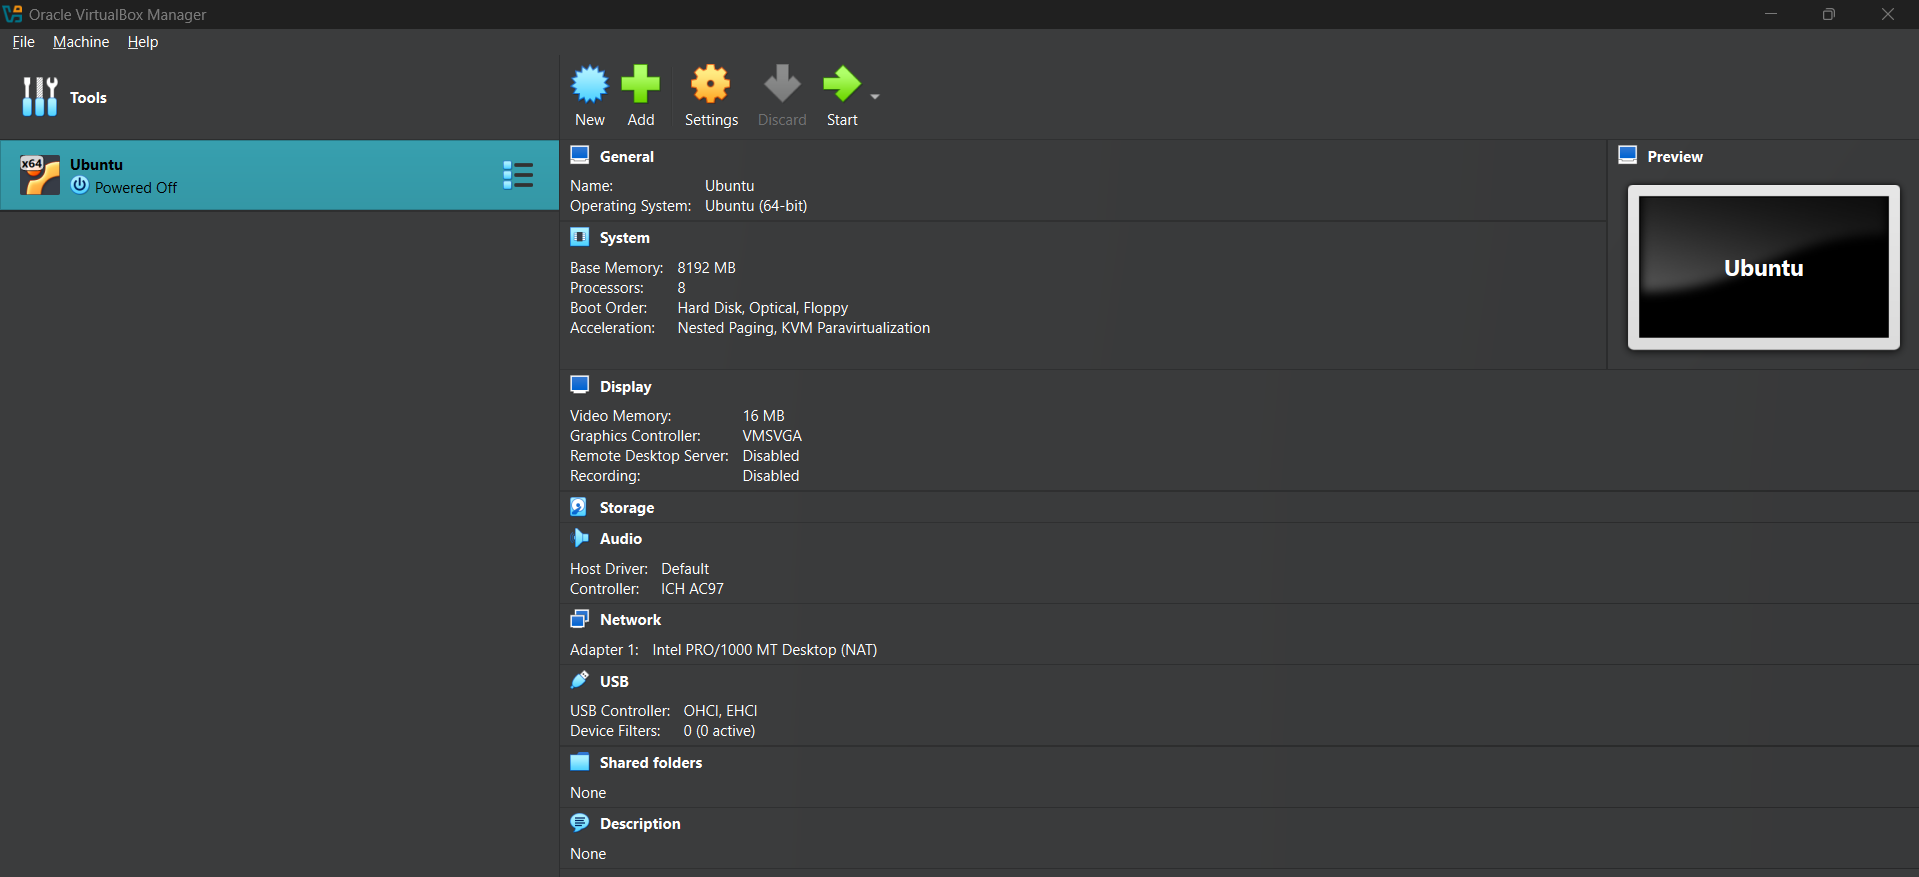 Oracle VirtualBox Manager
File Machine Help
Tools
New Add Settings Discard Start
x64
Ubuntu
Powered Off
General
Name: Ubuntu
Operating System: Ubuntu (64-bit)
Preview
Ubuntu
System
Base Memory: 8192 MB
Processors: 8
Boot Order: Hard Disk, Optical, Floppy
Acceleration: Nested Paging, KVM Paravirtualization
Display
Video Memory: 16 MB
Graphics Controller: VMSVGA
Remote Desktop Server: Disabled
Recording: Disabled
Storage
Audio
Host Driver: Default
Controller: ICH AC97
Network
Adapter 1: Intel PRO/1000 MT Desktop (NAT)
USB
USB Controller: OHCI, EHCI
Device Filters: 0 (0 active)
Shared folders
None
Description
None